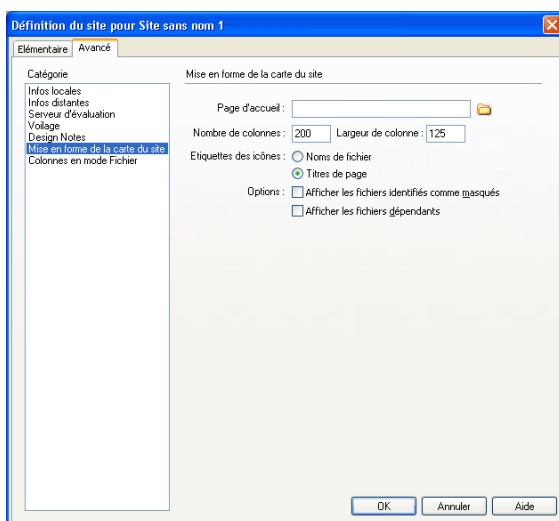 Définition du site pour Site sans nom 1
Elémentaire Avancé
Catégorie
Infos locales
Infos distantes
Serveur d'évaluation
Voilage
Design Notes
Mise en forme de la carte du site
Colonnes en mode Fichier
Mise en forme de la carte du site
Page d'accueil :
Nombre de colonnes : 200 Largeur de colonne : 125
Etiquettes des icônes : Noms de fichier
Titres de page
Options : Afficher les fichiers identifiés comme masqués
Afficher les fichiers dépendants
OK Annuler Aide